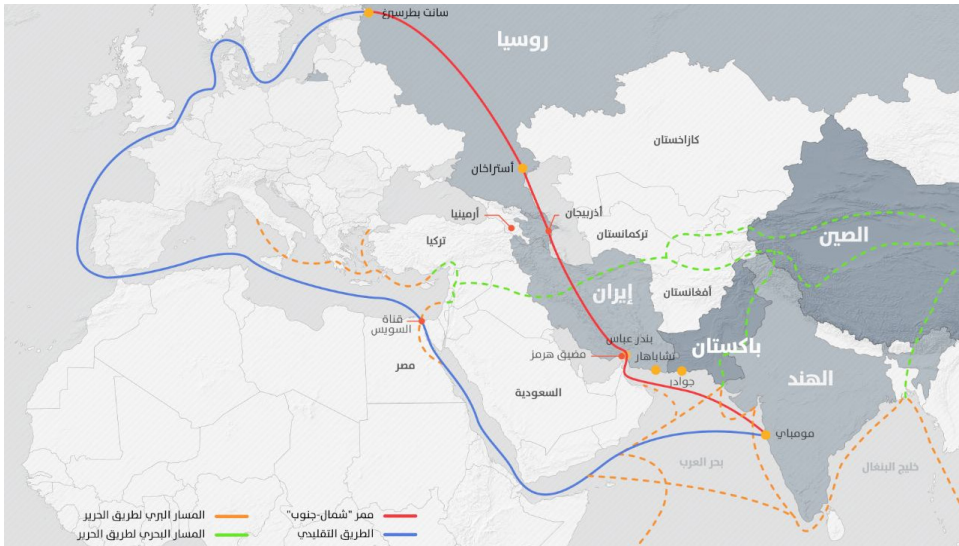 سانت بطرسبرغ
روسيا
كازاخستان
أستراخان
أذربيجان
أرمينيا
تركمانستان
تركيا
الصين
أفغانستان
إيران
قناة
السويس
بندر عباس
باكستان
مضيق هرمز
تشاباهار
مصر
جوادر
الهند
السعودية
مومباي
بحر العرب
خليج البنغال
ممر "شمال-جنوب"
المسار البري لطريق الحرير
الطريق التقليدي
المسار البحري لطريق الحرير